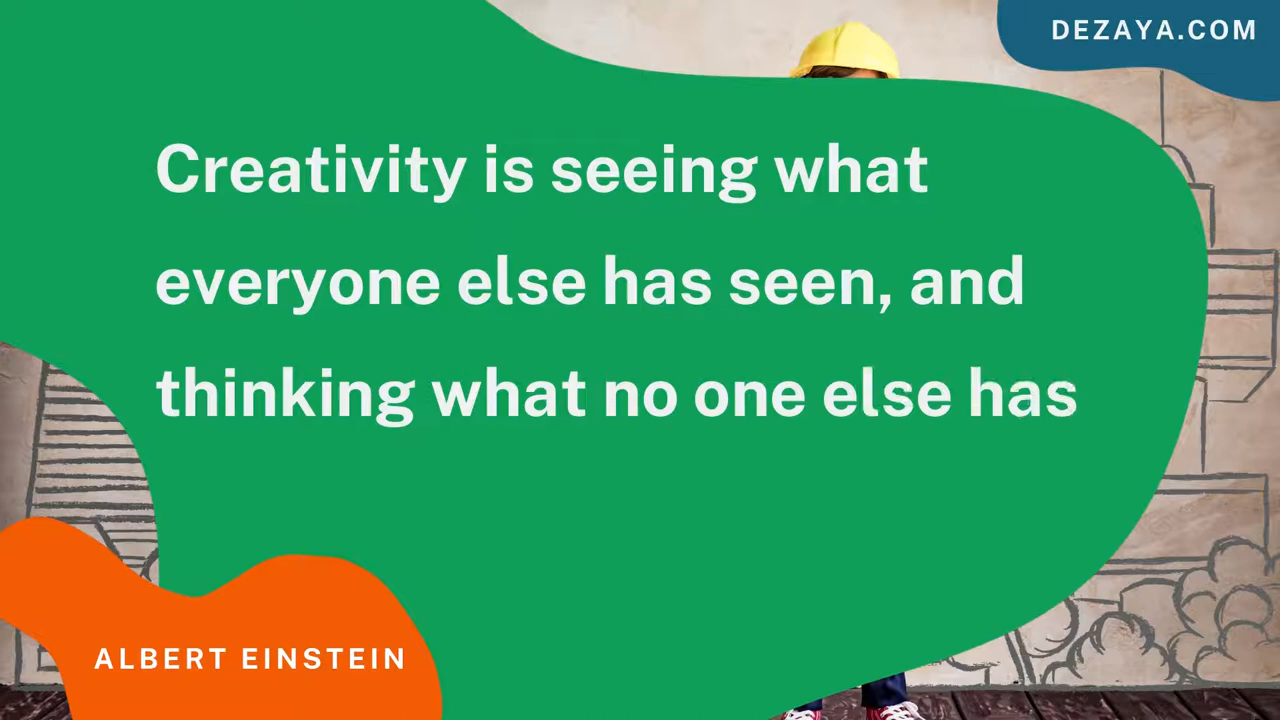 DEZAYA.COM
Creativity is seeing what
everyone else has seen, and
thinking what no one else has
ALBERT EINSTEIN